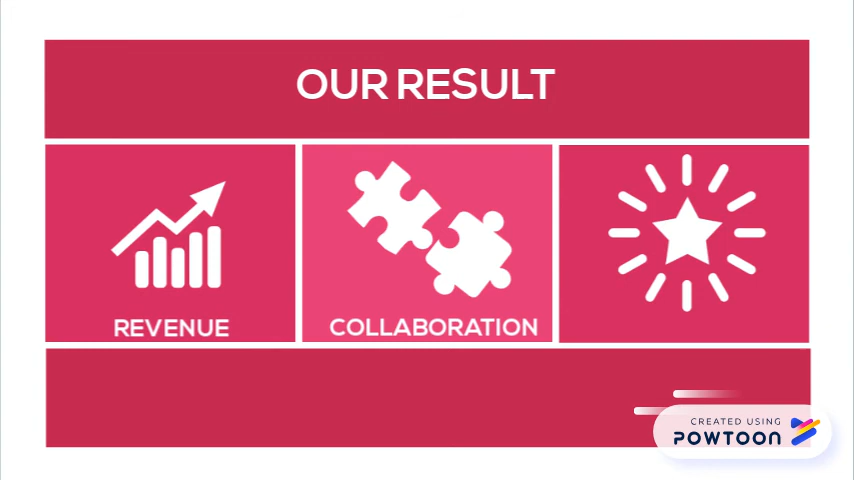 OUR RESULT
REVENUE
COLLABORATION
CREATED USING
POWTOON